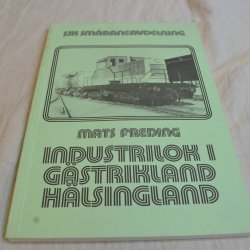 SJK SMÅBANEAVDELNING
MATS FREDING
INDUSTRILOK I
GÄSTRIKLAND
HÄLSINGLAND